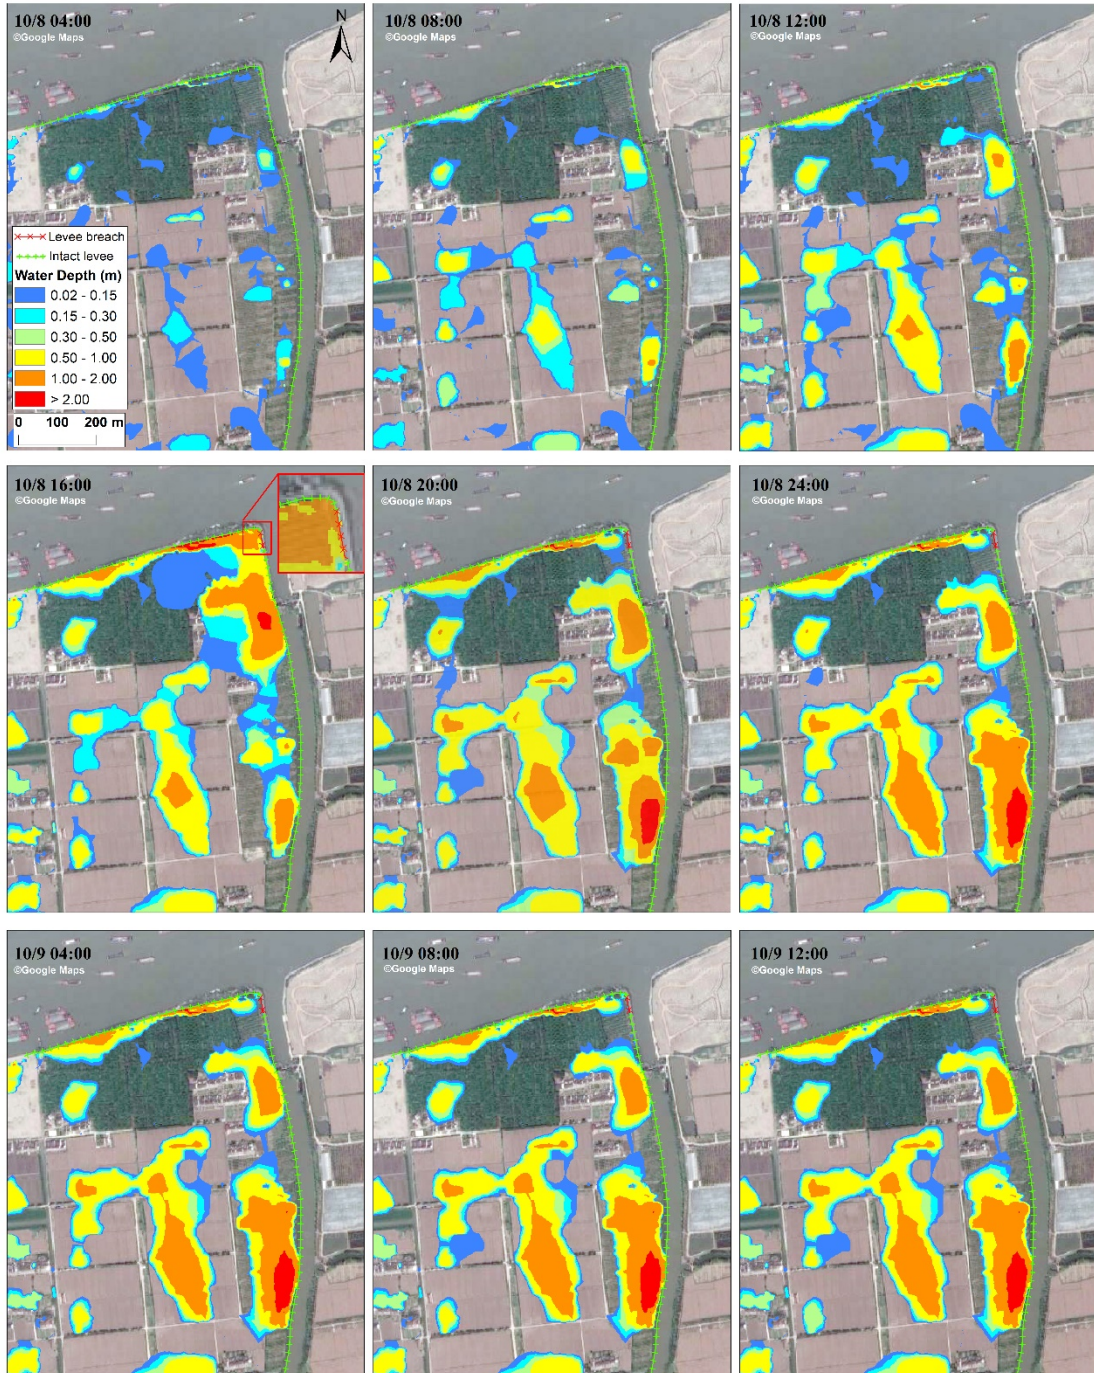 10/8 04:00
©Google Maps
N
10/8 08:00
©Google Maps
10/8 12:00
©Google Maps
Levee breach
Intact levee
Water Depth (m)
0.02 - 0.15
0.15 - 0.30
0.30 - 0.50
0.50 - 1.00
1.00 - 2.00
> 2.00
0 100 200 m
10/8 16:00
©Google Maps
10/8 20:00
©Google Maps
10/8 24:00
©Google Maps
10/9 04:00
©Google Maps
10/9 08:00
©Google Maps
10/9 12:00
©Google Maps